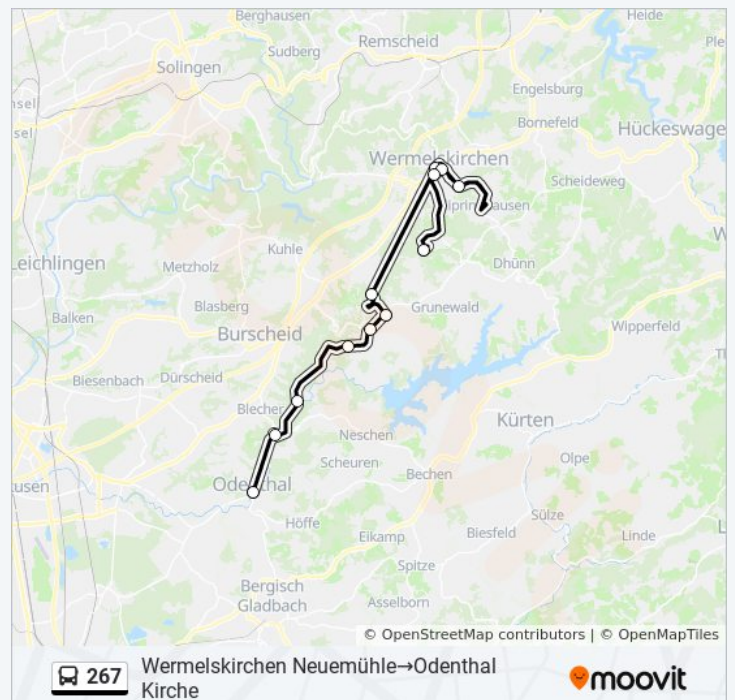 Berghausen
Heide
Sudberg
Remscheid
Solingen
Engelsburg
Bornefeld
Hückeswage
Wermelskirchen
Scheideweg
Kuhle
Leichlingen
Metzholz
Dhünn
Blasberg
Grunewald
Balken
Burscheid
Wipperfeld
Biesenbach
Dürscheid
Kürten
Neschen
Scheuren
Olpe
Bechen
Odenthal
Höffe
Sülze
Eikamp
Biesfeld
Linde
Spitze
Bergisch
Gladbach
Asselborn
© OpenStreetMap contributors | © OpenMapTiles
267
Wermelskirchen Neuemühle→Odenthal
Kirche
moovit